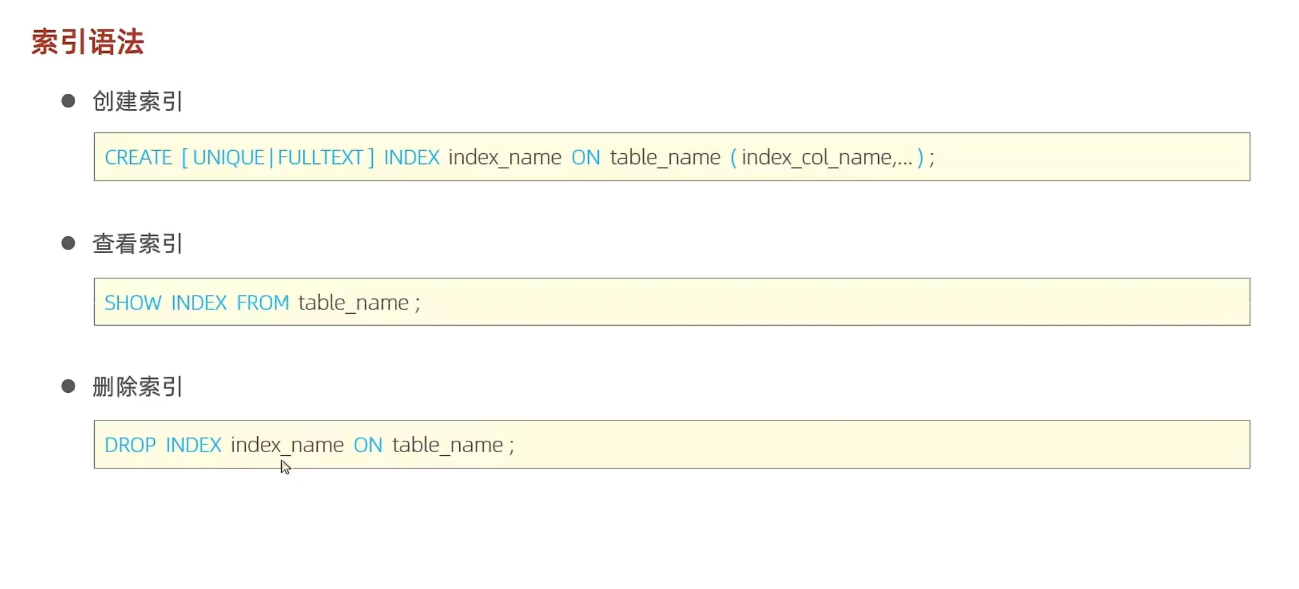 索引语法
● 创建索引
CREATE [ UNIQUE | FULLTEXT ] INDEX index_name ON table_name ( index_col_name,... ) ;
● 查看索引
SHOW INDEX FROM table_name ;
● 删除索引
DROP INDEX index_name ON table_name ;